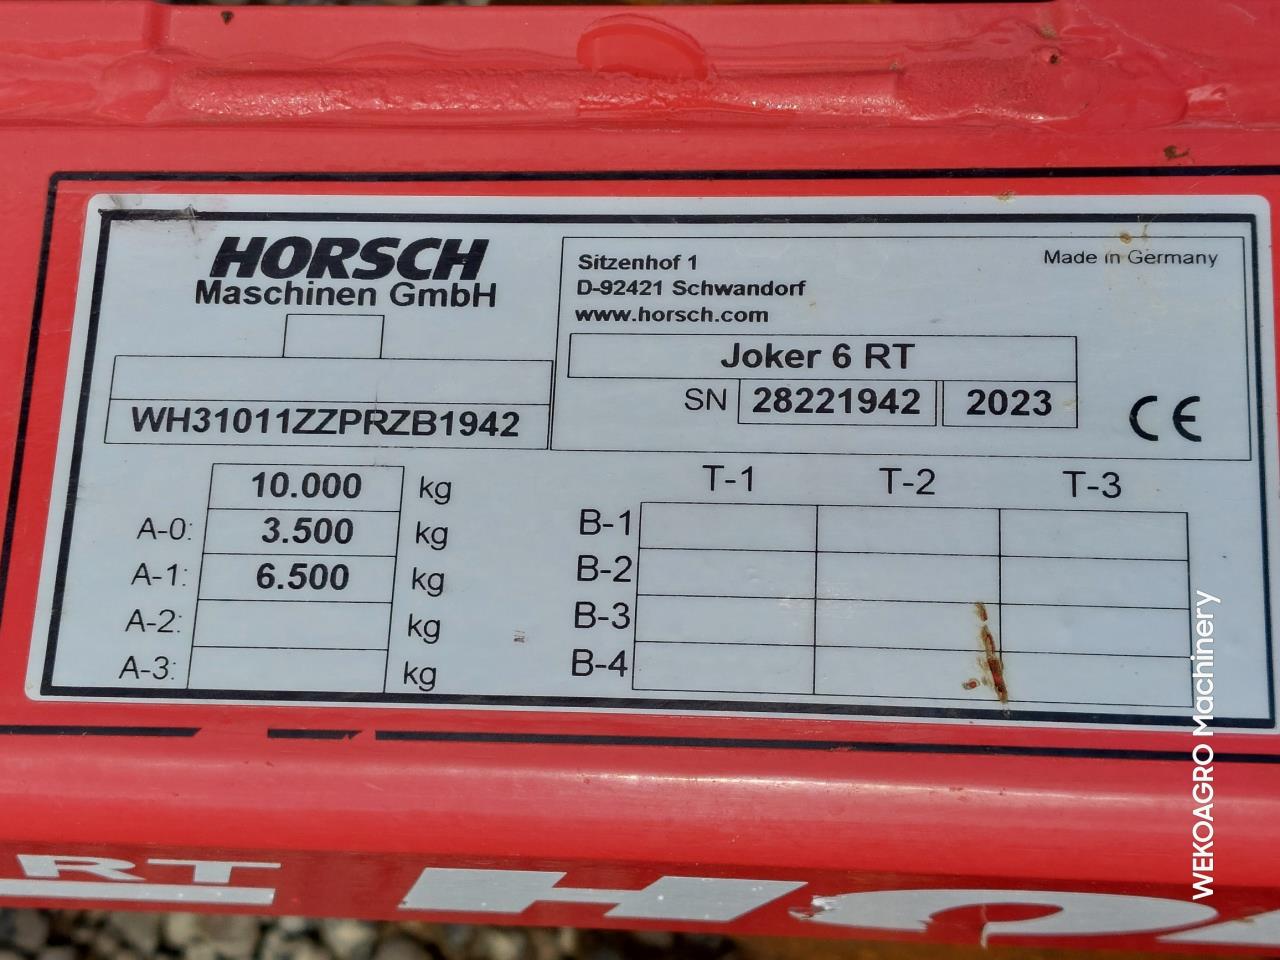 HORSCH
Maschinen GmbH
WH31011ZZPRZB1942
Sitzenhof 1
D-92421 Schwandorf
www.horsch.com
Made in Germany
Joker 6 RT
SN 28221942 2023
CE
10.000 kg
A-0: 3.500 kg
A-1: 6.500 kg
A-2: kg
A-3: kg
T-1 T-2 T-3
B-1
B-2
B-3
B-4
RT HO
WEKOAGRO Machinery